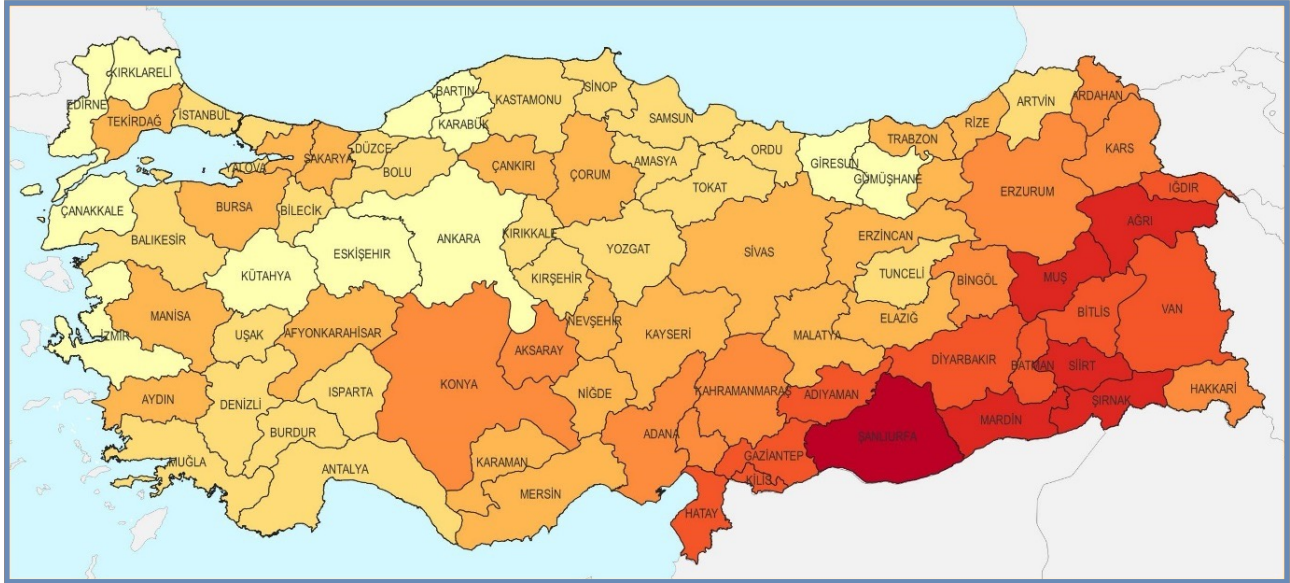 KIRKLARELİ
EDİRNE
TEKİRDAĞ
İSTANBUL
BARTIN
KASTAMONU
SİNOP
KARABÜK
SAMSUN
ARTVİN
ARDAHAN
DÜZCE
SAKARYA
YALOVA
BOLU
ÇANKIRI
ÇORUM
AMASYA
ORDU
GİRESUN
TRABZON
RİZE
KARS
TOKAT
GÜMÜŞHANE
ERZURUM
IĞDIR
ÇANAKKALE
BURSA
BİLECİK
ANKARA
KIRIKKALE
AĞRI
BALIKESİR
ESKİŞEHİR
YOZGAT
SİVAS
ERZİNCAN
KÜTAHYA
KIRŞEHİR
TUNCELİ
BİNGÖL
MUŞ
MANİSA
UŞAK
AFYONKARAHİSAR
NEVŞEHİR
KAYSERİ
MALATYA
ELAZIĞ
BİTLİS
VAN
İZMİR
AKSARAY
DİYARBAKIR
BATMAN
SİİRT
KONYA
ISPARTA
NİĞDE
KAHRAMANMARAŞ
ADIYAMAN
HAKKARİ
AYDIN
DENİZLİ
ŞIRNAK
MARDİN
BURDUR
ADANA
ŞANLIURFA
MUĞLA
ANTALYA
KARAMAN
GAZİANTEP
KİLİS
MERSİN
HATAY